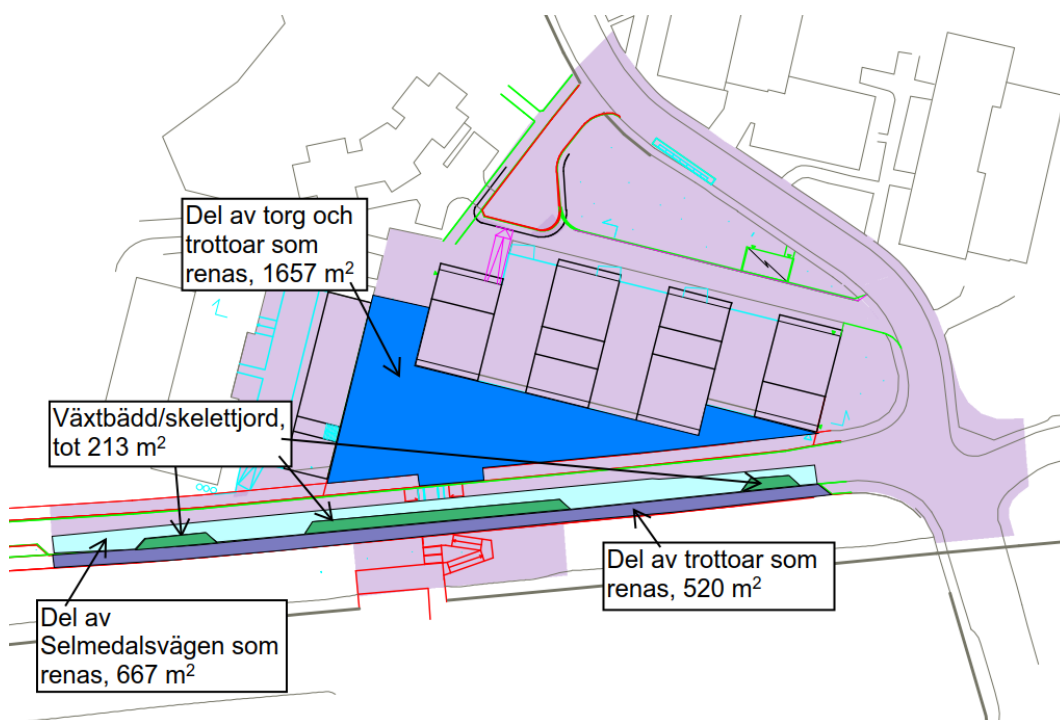 Del av torg och
trottoar som
renas, 1657 m²
Växtbädd/skelettjord,
tot 213 m²
Del av trottoar som
renas, 520 m²
Del av
Selmedalsvägen som
renas, 667 m²